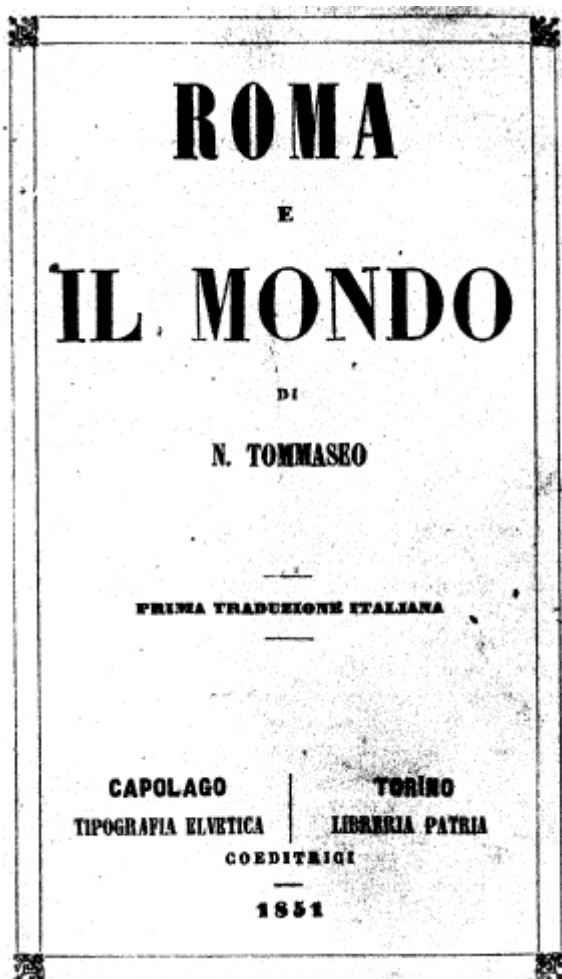 ROMA
E
IL MONDO
DI
N. TOMMASEO
PRIMA TRADUZIONE ITALIANA
CAPOLAGO
TIPOGRAFIA ELVETICA
TORINO
LIBRERIA PATRIA
COEDITRICI
1851